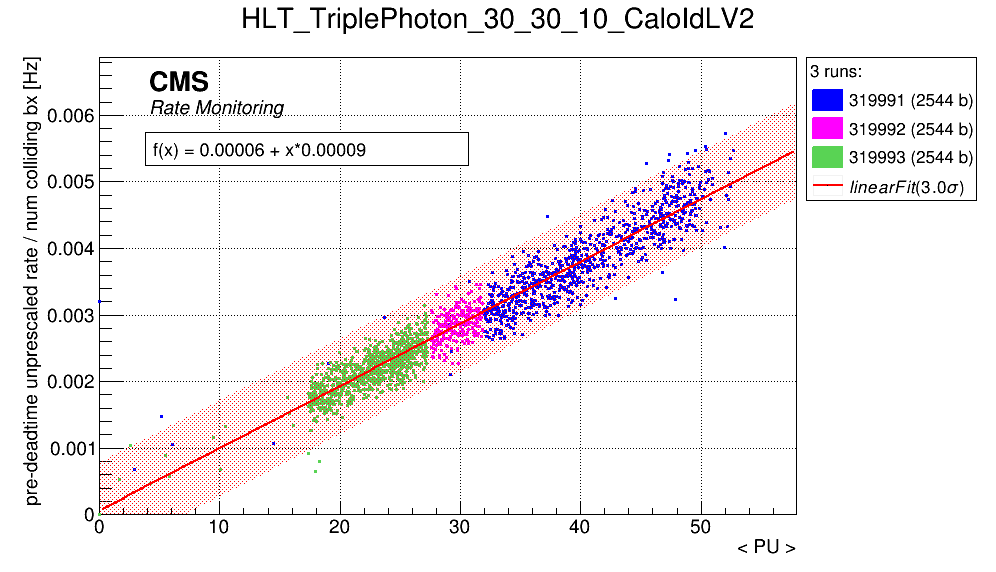 HLT_TriplePhoton_30_30_10_CaloIdLV2
pre-deadtime unprescaled rate / num colliding bx [Hz]
CMS
Rate Monitoring
f(x) = 0.00006 + x*0.00009
0.006
0.005
0.004
0.003
0.002
0.001
0
0 10 20 30 40 50
< PU >
3 runs:
319991 (2544 b)
319992 (2544 b)
319993 (2544 b)
linearFit(3.0σ)